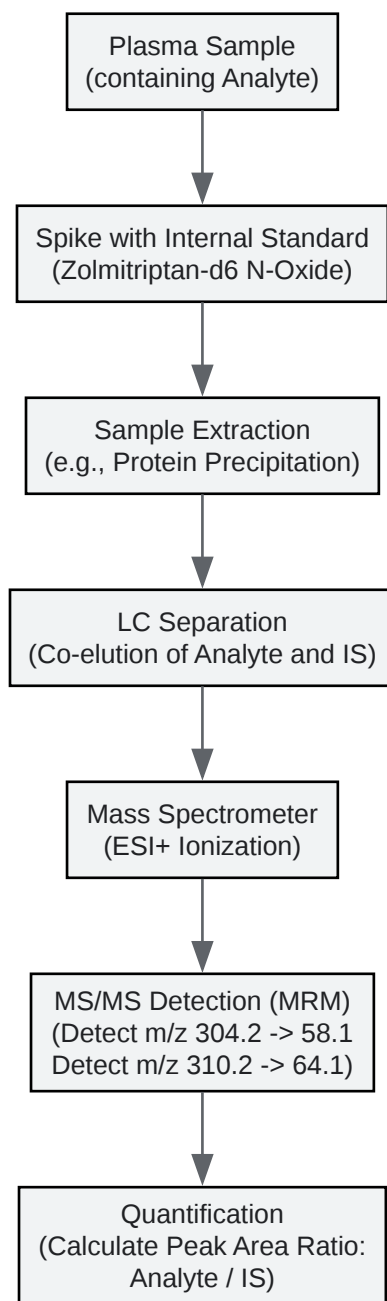 Plasma Sample
(containing Analyte)
Spike with Internal Standard
(Zolmitriptan-d6 N-Oxide)
Sample Extraction
(e.g., Protein Precipitation)
LC Separation
(Co-elution of Analyte and IS)
Mass Spectrometer
(ESI+ Ionization)
MS/MS Detection (MRM)
(Detect m/z 304.2 -> 58.1
Detect m/z 310.2 -> 64.1)
Quantification
(Calculate Peak Area Ratio:
Analyte / IS)